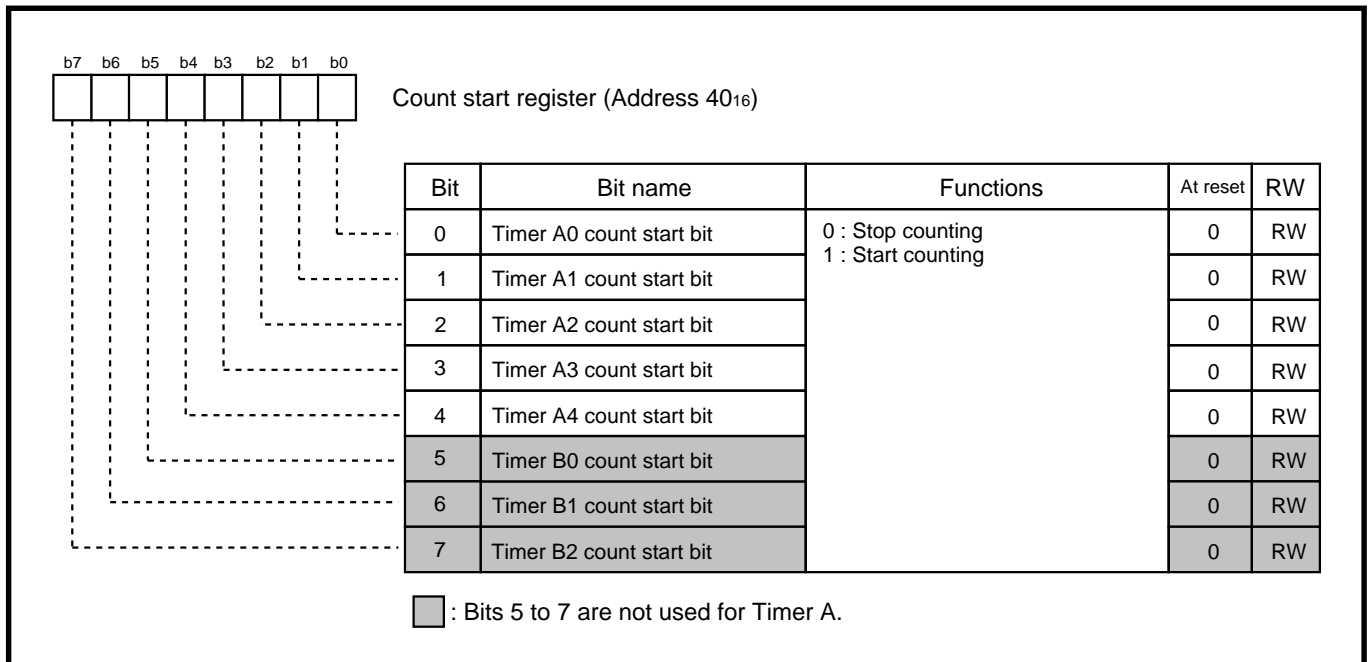 b7 b6 b5 b4 b3 b2 b1 b0
Count start register (Address 40₁₆)
Bit Bit name Functions At reset RW
0 Timer A0 count start bit 0 : Stop counting 0 RW
1 : Start counting
1 Timer A1 count start bit 0 RW
2 Timer A2 count start bit 0 RW
3 Timer A3 count start bit 0 RW
4 Timer A4 count start bit 0 RW
5 Timer B0 count start bit 0 RW
6 Timer B1 count start bit 0 RW
7 Timer B2 count start bit 0 RW
: Bits 5 to 7 are not used for Timer A.